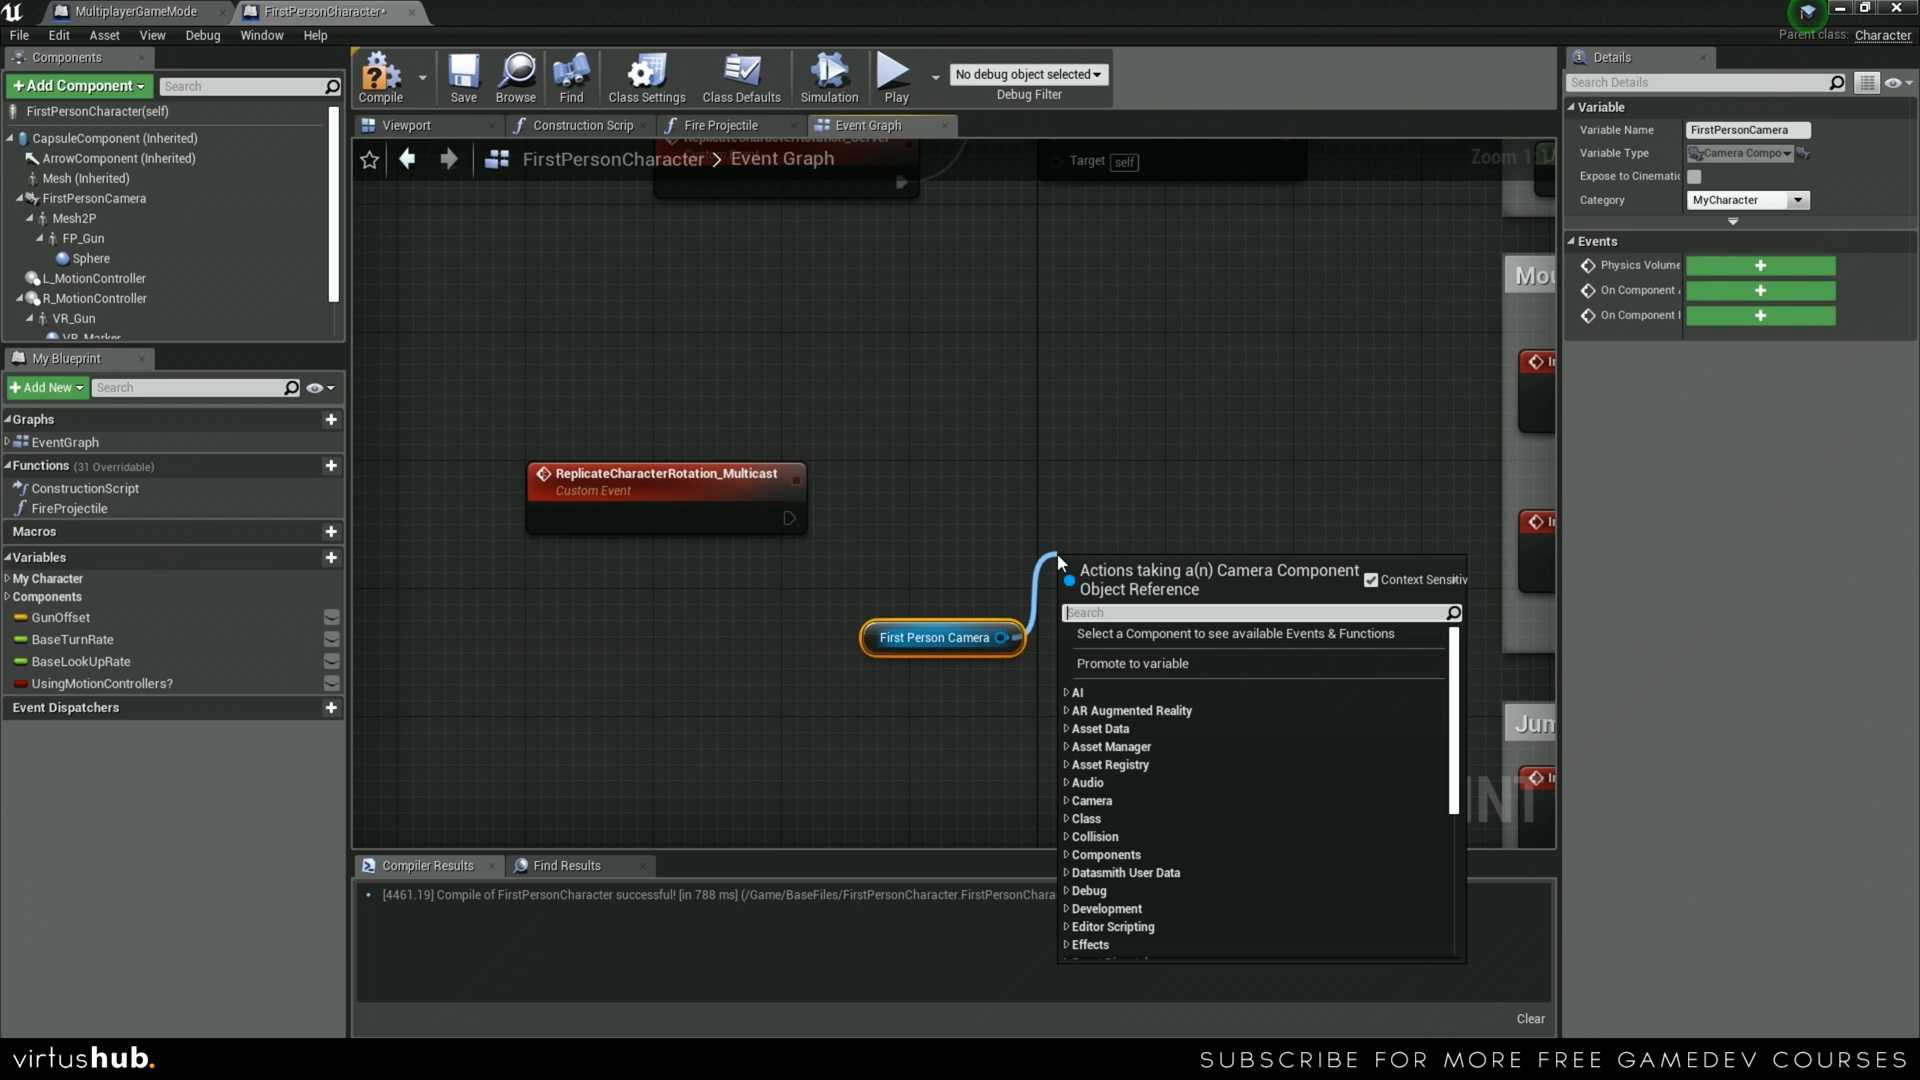 MultiplayerGameMode
FirstPersonCharacter*
File Edit Asset View Debug Window Help
Parent class: Character
Components
+Add Component
Search
FirstPersonCharacter(self)
CapsuleComponent (Inherited)
ArrowComponent (Inherited)
Mesh (Inherited)
FirstPersonCamera
Mesh2P
FP_Gun
Sphere
L_MotionController
R_MotionController
VR_Gun
My Blueprint
+Add New
Search
Graphs
EventGraph
Functions (31 Overridable)
ConstructionScript
FireProjectile
Macros
Variables
My Character
Components
GunOffset
BaseTurnRate
BaseLookUpRate
UsingMotionControllers?
Event Dispatchers
Compile
Save
Browse
Find
Class Settings
Class Defaults
Simulation
Play
No debug object selected
Debug Filter
Viewport
Construction Scrip
Fire Projectile
Event Graph
FirstPersonCharacter > Event Graph
Target self
ReplicateCharacterRotation_Multicast
Custom Event
First Person Camera
Actions taking a(n) Camera Component
Object Reference
Context Sensitiv
Search
Select a Component to see available Events & Functions
Promote to variable
AI
AR Augmented Reality
Asset Data
Asset Manager
Asset Registry
Audio
Camera
Class
Collision
Components
Datasmith User Data
Debug
Development
Editor Scripting
Effects
Compiler Results
Find Results
[4461.19] Compile of FirstPersonCharacter successful! [in 788 ms] (/Game/BaseFiles/FirstPersonCharacter.FirstPersonChara
Clear
Details
Search Details
Variable
Variable Name FirstPersonCamera
Variable Type Camera Compo
Expose to Cinematic
Category MyCharacter
Events
Physics Volume
On Component
On Component
virtushub.
SUBSCRIBE FOR MORE FREE GAMEDEV COURSES